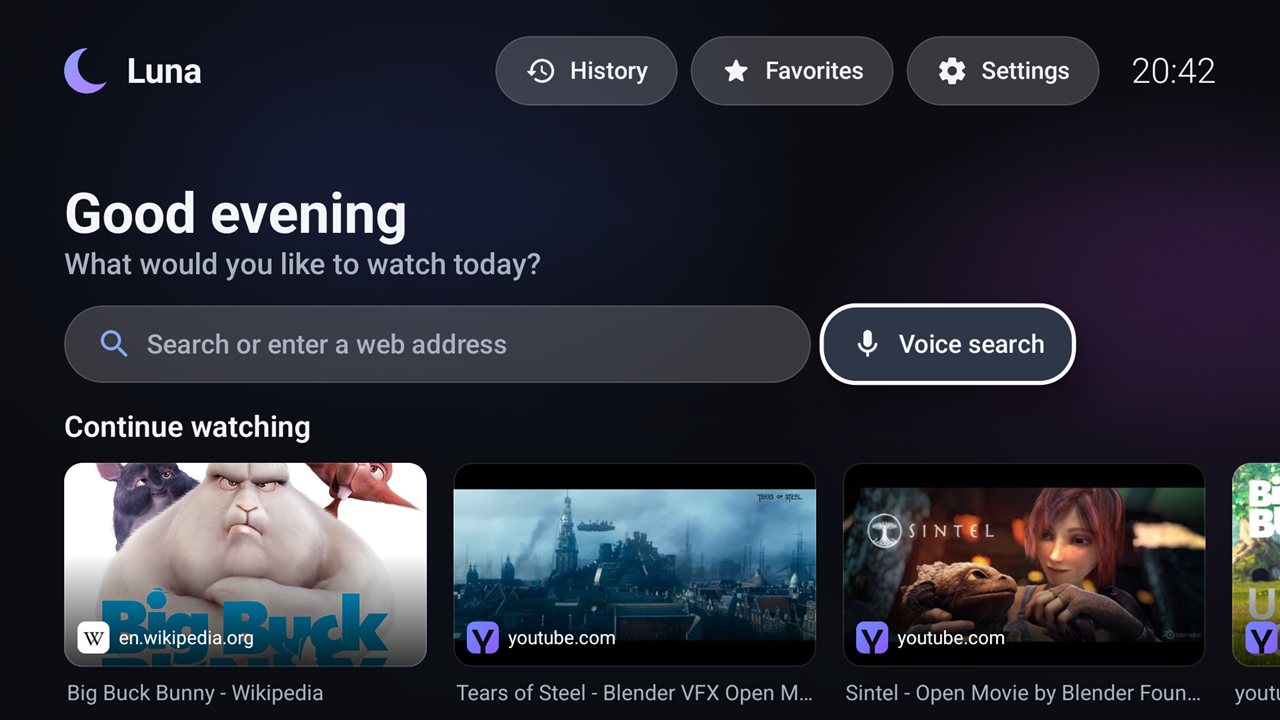 Luna
History
Favorites
Settings
20:42
Good evening
What would you like to watch today?
Search or enter a web address
Voice search
Continue watching
Big Buck
W en.wikipedia.org
Big Buck Bunny - Wikipedia
TEARS OF STEEL
Y youtube.com
Tears of Steel - Blender VFX Open M...
SINTEL
blender
Y youtube.com
Sintel - Open Movie by Blender Foun...
Y